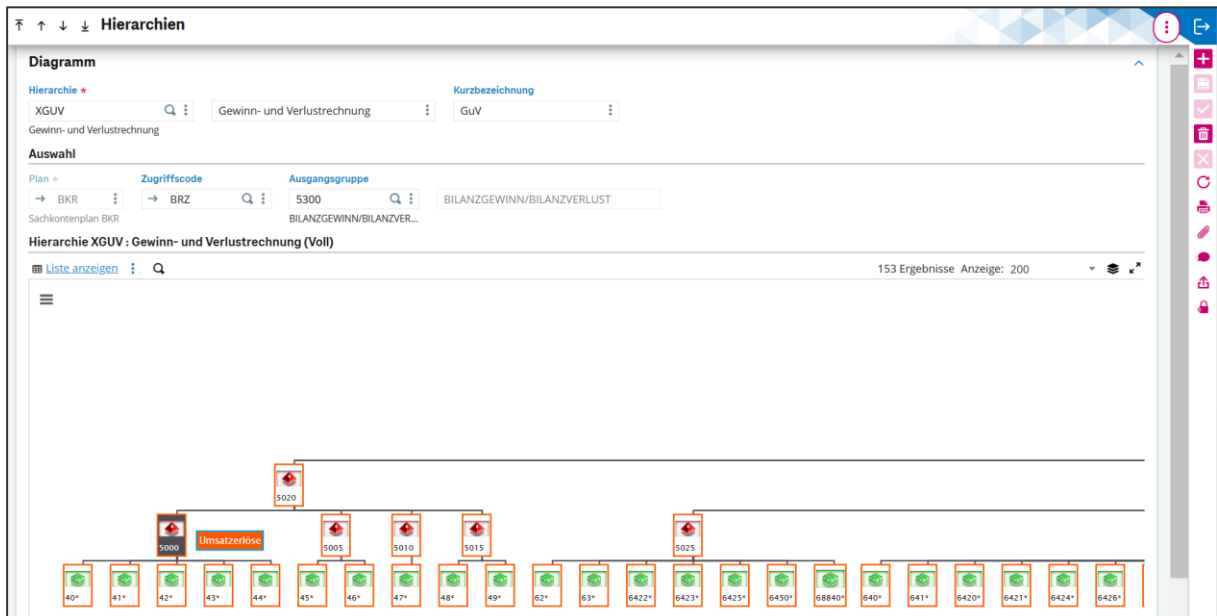 Hierarchien
Diagramm
Hierarchie *
Kurzbezeichnung
XGUV
Gewinn- und Verlustrechnung
GuV
Gewinn- und Verlustrechnung
Auswahl
Plan *
Zugriffscode
Ausgangsgruppe
→ BKR
→ BRZ
5300
BILANZGEWINN/BILANZVERLUST
Sachkontenplan BKR
BILANZGEWINN/BILANZVER...
Hierarchie XGUV : Gewinn- und Verlustrechnung (Voll)
Liste anzeigen
153 Ergebnisse Anzeige: 200
5020
5000
Umsatzerlöse
5005
5010
5015
5025
40* 41* 42* 43* 44* 45* 46* 47* 48* 49* 62* 63* 6422* 6423* 6425* 6450* 68840* 640* 641* 6420* 6421* 6424* 6426*